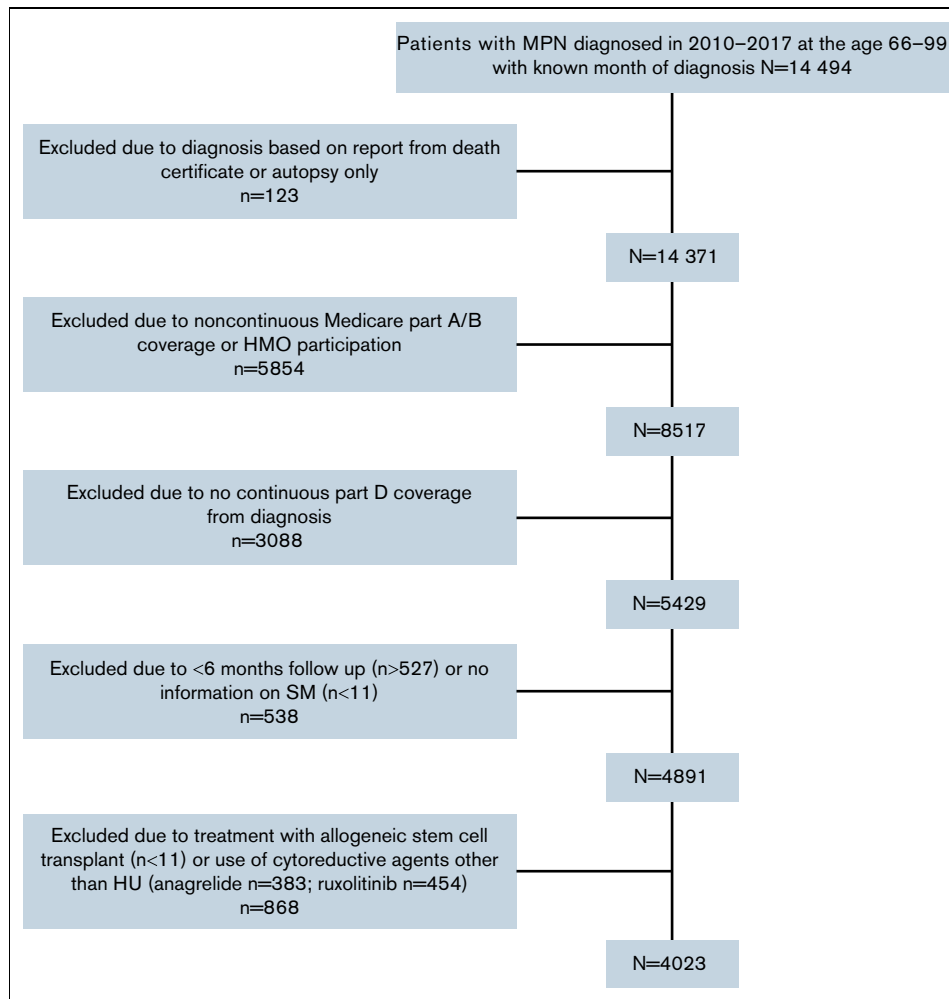 Patients with MPN diagnosed in 2010–2017 at the age 66–99
with known month of diagnosis N=14 494
Excluded due to diagnosis based on report from death
certificate or autopsy only
n=123
N=14 371
Excluded due to noncontinuous Medicare part A/B
coverage or HMO participation
n=5854
N=8517
Excluded due to no continuous part D coverage
from diagnosis
n=3088
N=5429
Excluded due to <6 months follow up (n>527) or no
information on SM (n<11)
n=538
N=4891
Excluded due to treatment with allogeneic stem cell
transplant (n<11) or use of cytoreductive agents other
than HU (anagrelide n=383; ruxolitinib n=454)
n=868
N=4023